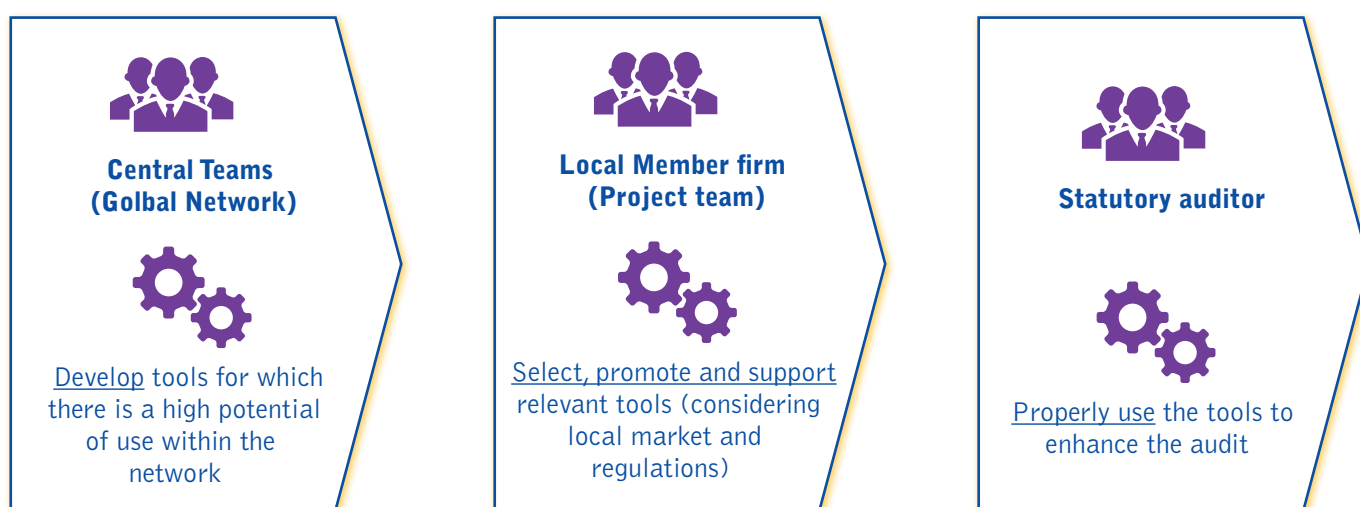 Central Teams
(Golbal Network)
Develop tools for which
there is a high potential
of use within the
network
Local Member firm
(Project team)
Select, promote and support
relevant tools (considering
local market and
regulations)
Statutory auditor
Properly use the tools to
enhance the audit